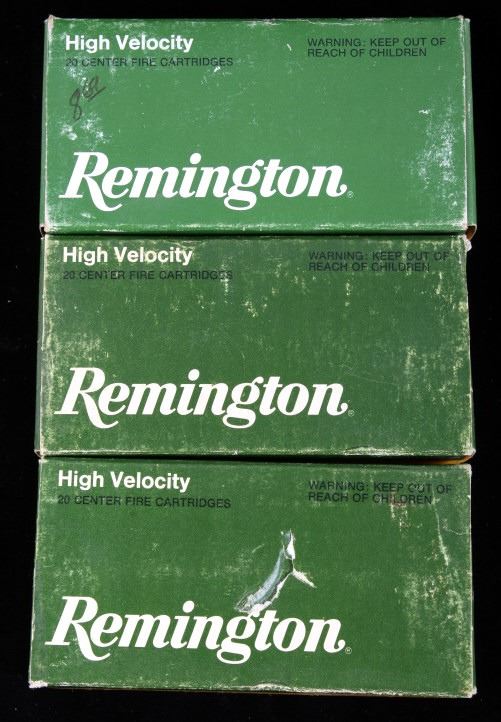 High Velocity
20 CENTER FIRE CARTRIDGES
WARNING: KEEP OUT OF
REACH OF CHILDREN
Remington®
High Velocity
20 CENTER FIRE CARTRIDGES
WARNING: KEEP OUT OF
REACH OF CHILDREN
Remington®
High Velocity
20 CENTER FIRE CARTRIDGES
WARNING: KEEP OUT OF
REACH OF CHILDREN
Remington®